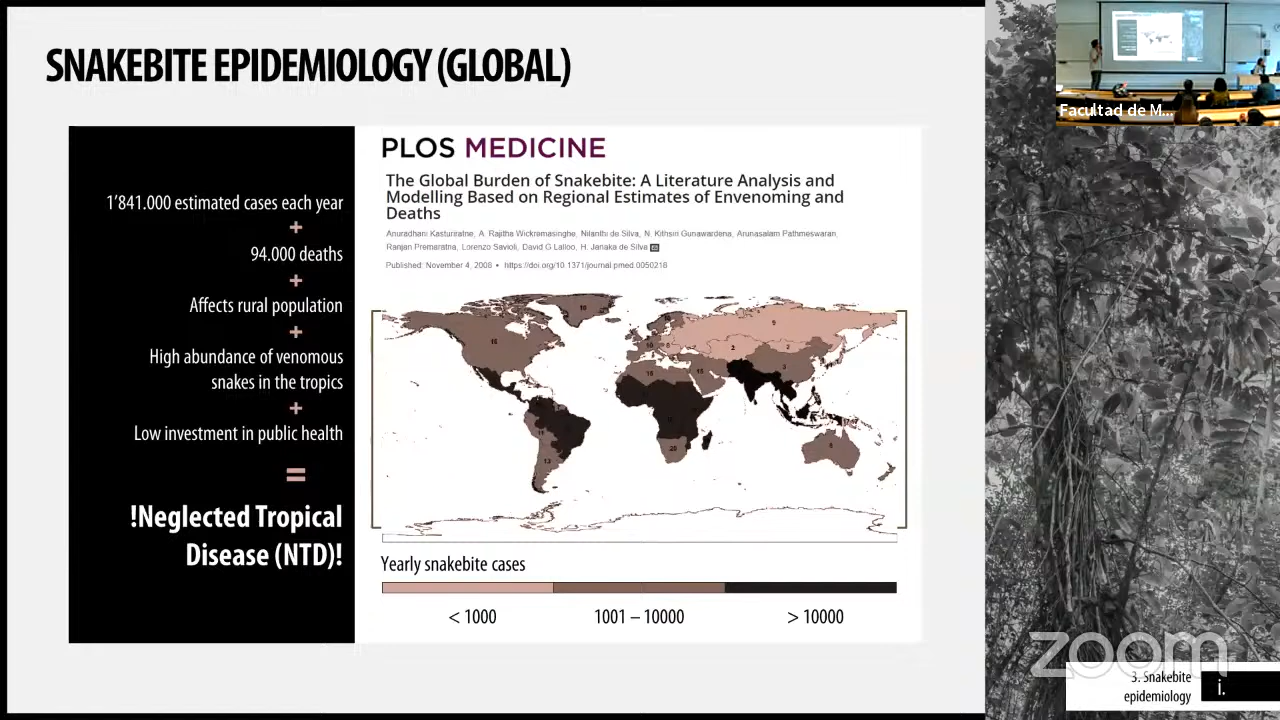 SNAKEBITE EPIDEMIOLOGY (GLOBAL)
1'841.000 estimated cases each year
+
94.000 deaths
+
Affects rural population
+
High abundance of venomous
snakes in the tropics
+
Low investment in public health
=
!Neglected Tropical
Disease (NTD)!
PLOS MEDICINE
The Global Burden of Snakebite: A Literature Analysis and
Modelling Based on Regional Estimates of Envenoming and
Deaths
Anuradhani Kasturiratne, A. Rajitha Wickremasinghe, Nilanthi de Silva, N. Kithsiri Gunawardena, Arunasalam Pathmeswaran,
Ranjan Premaratna, Lorenzo Savioli, David G Lalloo, H. Janaka de Silva
Published: November 4, 2008 • https://doi.org/10.1371/journal.pmed.0050218
Yearly snakebite cases
< 1000
1001 – 10000
> 10000
Facultad de M...
zoom
3. Snakebite
epidemiology
i.